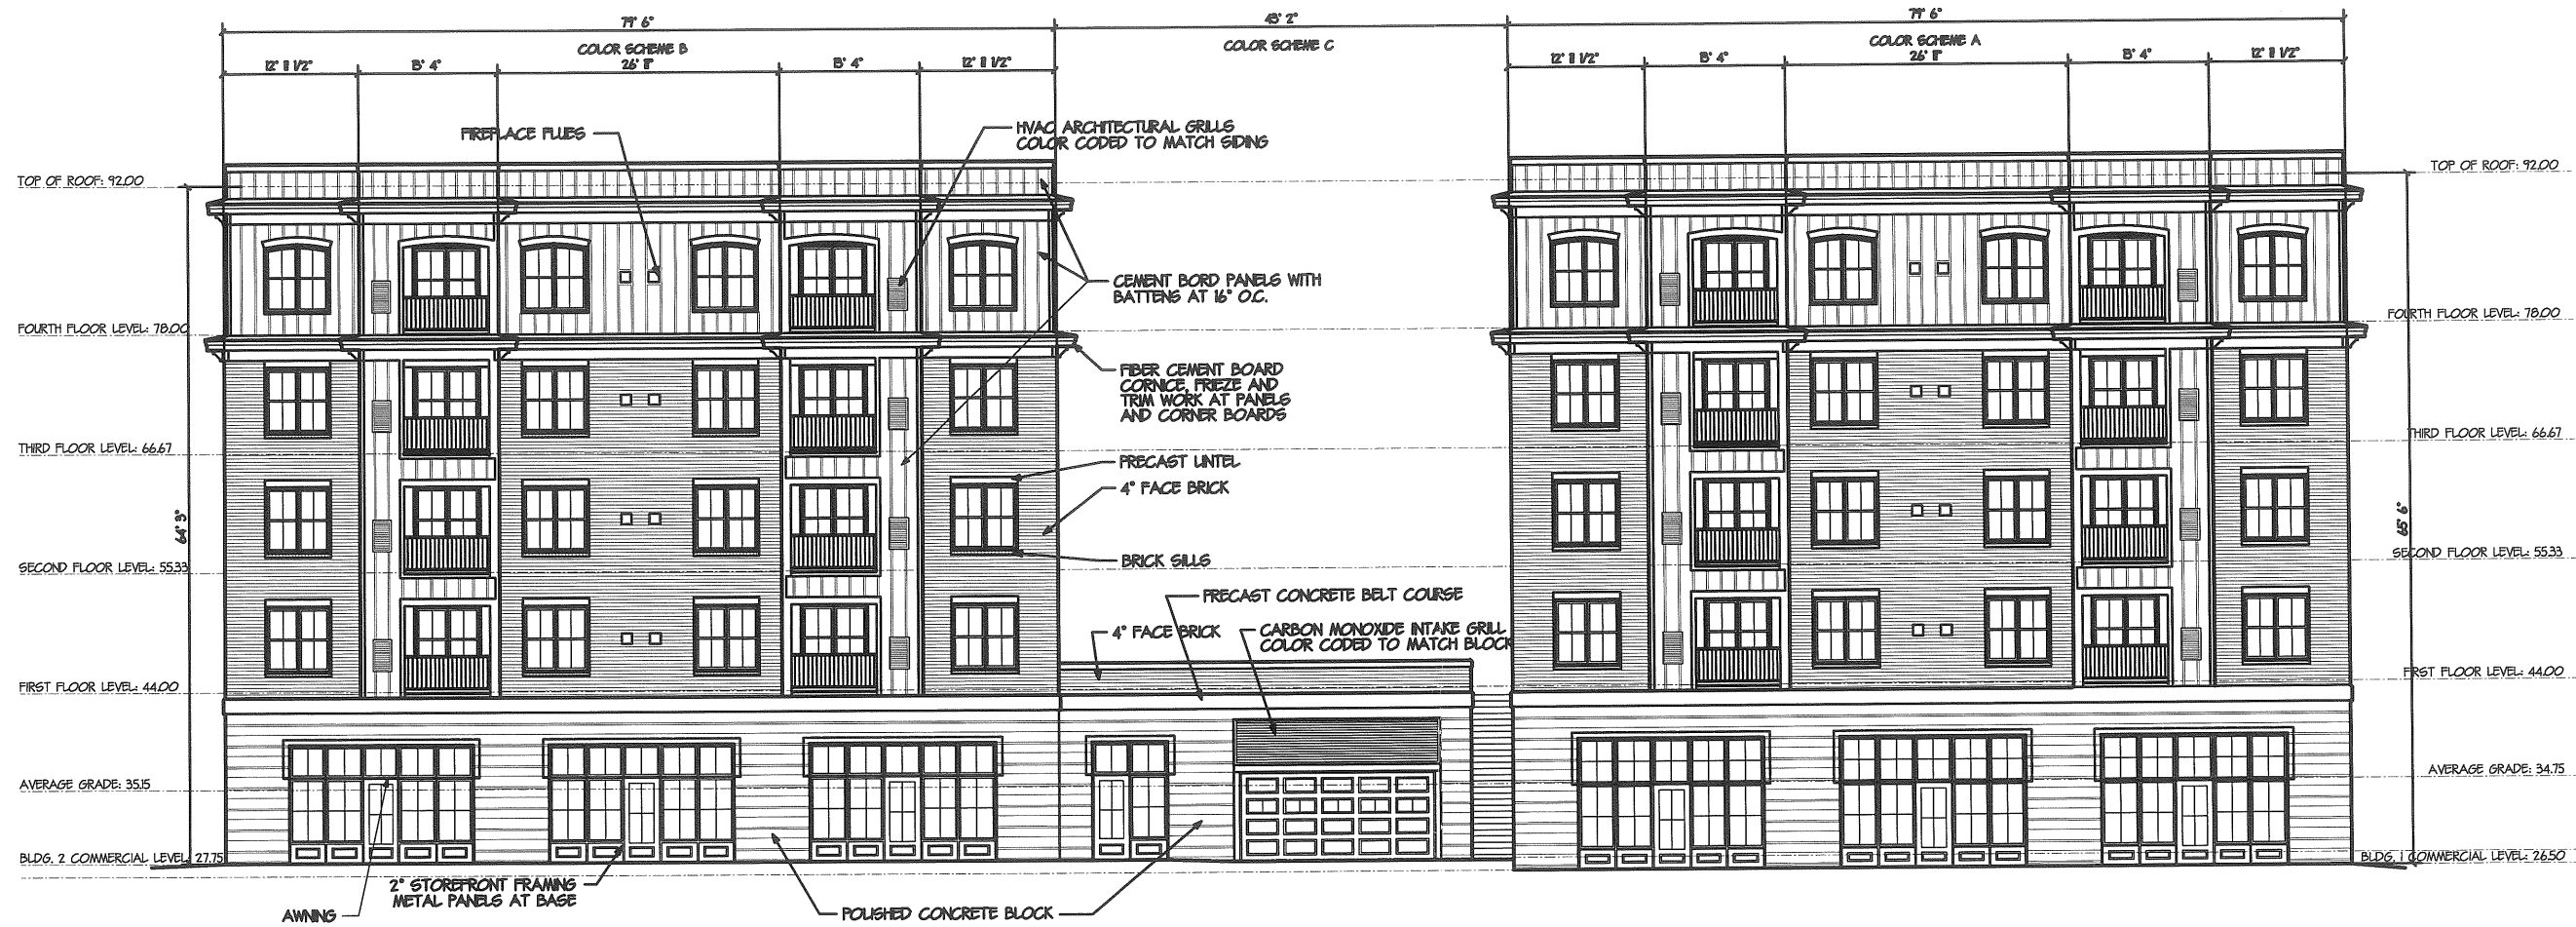 79' 6"
43' 2"
79' 6"
COLOR SCHEME B
COLOR SCHEME C
COLOR SCHEME A
12' 11 1/2"
13' 4"
26' 11"
13' 4"
12' 11 1/2"
12' 11 1/2"
13' 4"
26' 11"
13' 4"
12' 11 1/2"
FIREPLACE FLUES
HVAC ARCHITECTURAL GRILLS
COLOR CODED TO MATCH SIDING
TOP OF ROOF: 92.00
TOP OF ROOF: 92.00
CEMENT BORD PANELS WITH
BATTENS AT 16" O.C.
FOURTH FLOOR LEVEL: 78.00
FOURTH FLOOR LEVEL: 78.00
FIBER CEMENT BOARD
CORNICE, FRIEZE AND
TRIM WORK AT PANELS
AND CORNER BOARDS
THIRD FLOOR LEVEL: 66.67
THIRD FLOOR LEVEL: 66.67
PRECAST LINTEL
4" FACE BRICK
64' 3"
65' 6"
BRICK SILLS
SECOND FLOOR LEVEL: 55.33
SECOND FLOOR LEVEL: 55.33
PRECAST CONCRETE BELT COURSE
4" FACE BRICK
CARBON MONOXIDE INTAKE GRILL
COLOR CODED TO MATCH BLOCK
FIRST FLOOR LEVEL: 44.00
FIRST FLOOR LEVEL: 44.00
AVERAGE GRADE: 35.15
AVERAGE GRADE: 34.75
BLDG. 2 COMMERCIAL LEVEL: 27.75
BLDG. 1 COMMERCIAL LEVEL: 26.50
2" STOREFRONT FRAMING
METAL PANELS AT BASE
AWNING
POLISHED CONCRETE BLOCK